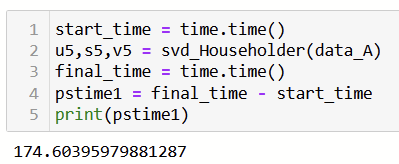 1 start_time = time.time()
2 u5,s5,v5 = svd_Householder(data_A)
3 final_time = time.time()
4 pstime1 = final_time - start_time
5 print(pstime1)
174.60395979881287